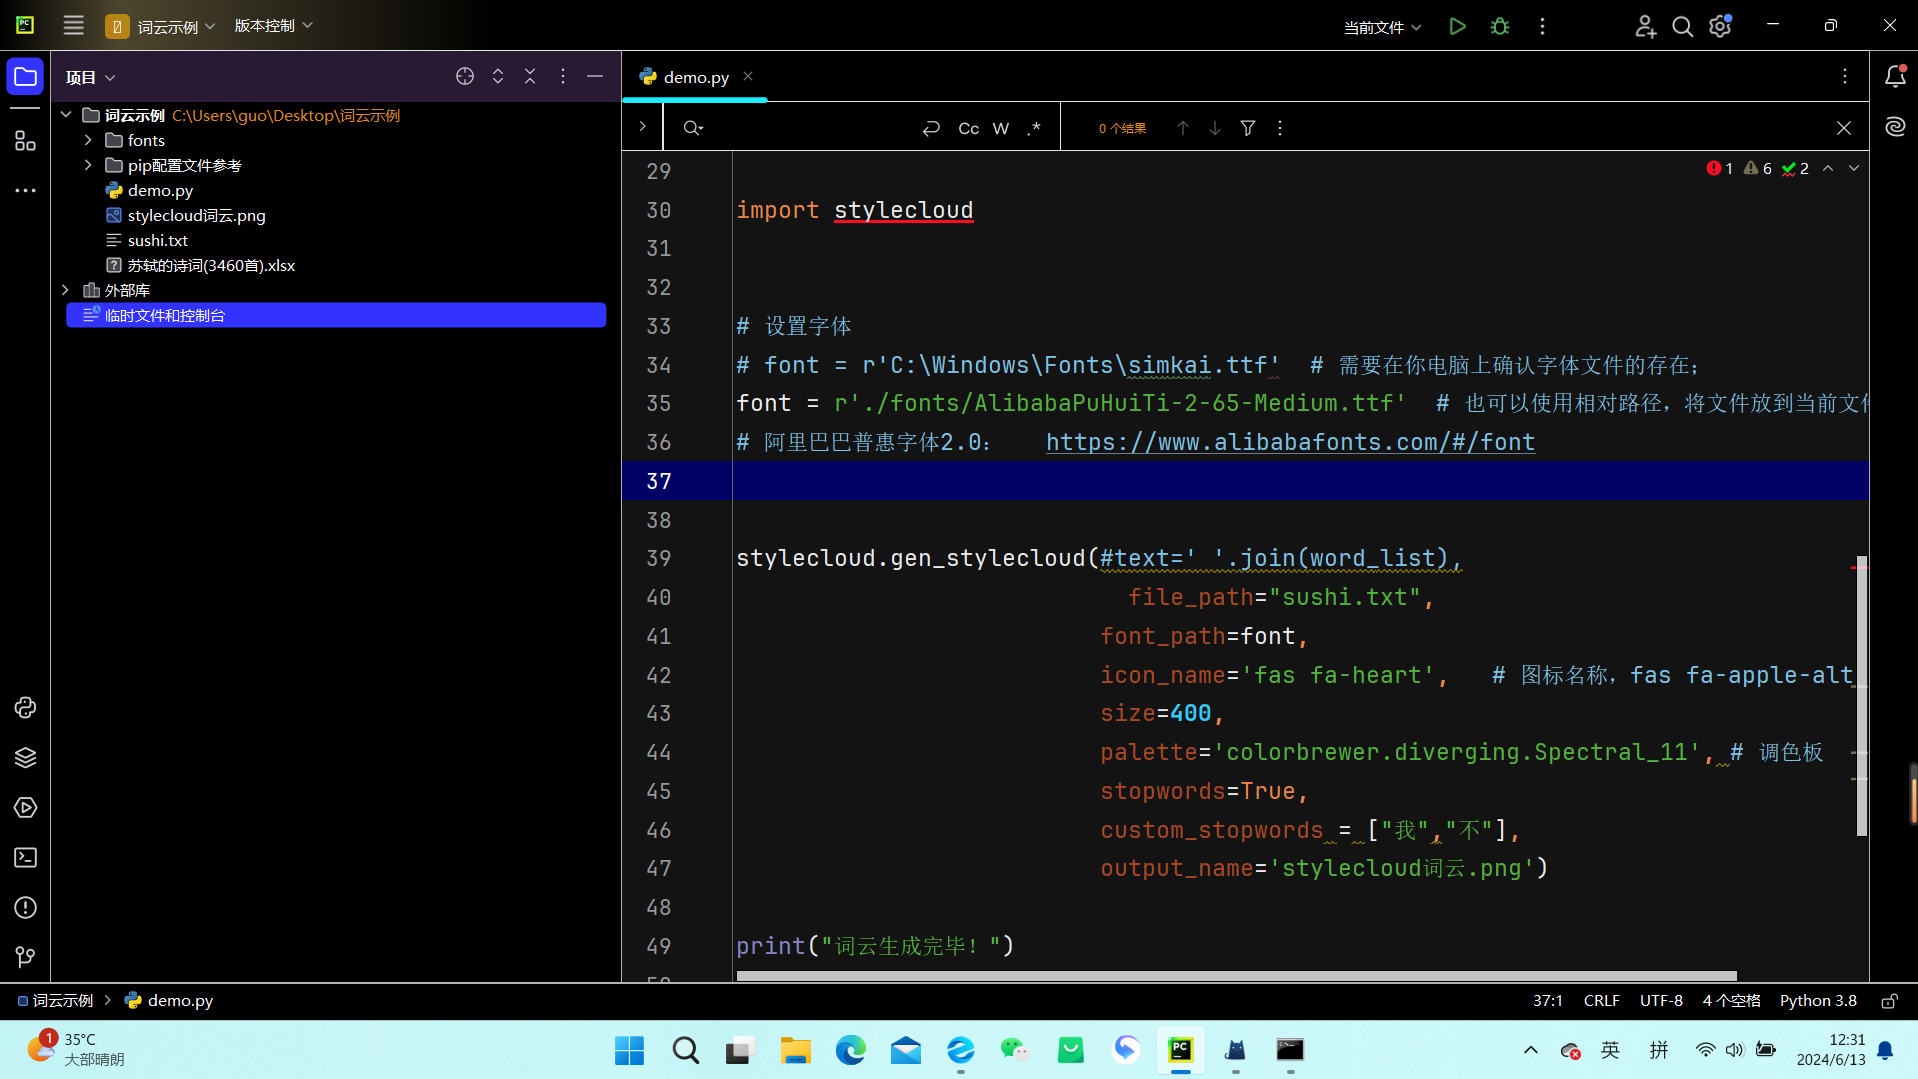 PC
词云示例
版本控制
当前文件
项目
demo.py
词云示例 C:\Users\guo\Desktop\词云示例
fonts
pip配置文件参考
demo.py
stylecloud词云.png
sushi.txt
苏轼的诗词(3460首).xlsx
外部库
临时文件和控制台
Cc W .*
0 个结果
1 6 2
29
30 import stylecloud
31
32
33 # 设置字体
34 # font = r'C:\Windows\Fonts\simkai.ttf' # 需要在你电脑上确认字体文件的存在;
35 font = r'./fonts/AlibabaPuHuiTi-2-65-Medium.ttf' # 也可以使用相对路径，将文件放到当前文件
36 # 阿里巴巴普惠字体2.0： https://www.alibabafonts.com/#/font
37
38
39 stylecloud.gen_stylecloud(#text=' '.join(word_list),
40 file_path="sushi.txt",
41 font_path=font,
42 icon_name='fas fa-heart', # 图标名称，fas fa-apple-alt
43 size=400,
44 palette='colorbrewer.diverging.Spectral_11', # 调色板
45 stopwords=True,
46 custom_stopwords = ["我","不"],
47 output_name='stylecloud词云.png')
48
49 print("词云生成完毕！")
词云示例 > demo.py
37:1 CRLF UTF-8 4 个空格 Python 3.8
1
35°C
大部晴朗
PC
英 拼
12:31
2024/6/13